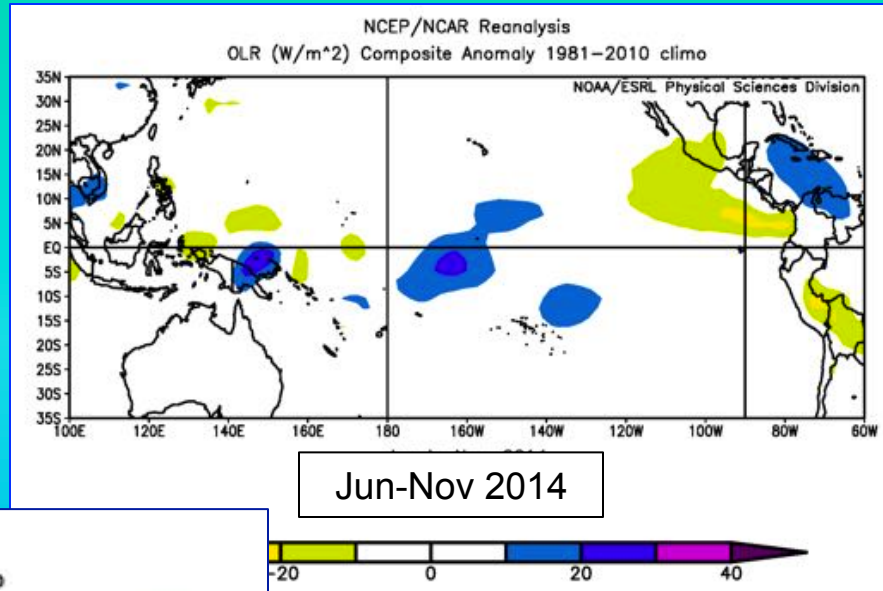 NCEP/NCAR Reanalysis
OLR (W/m^2) Composite Anomaly 1981-2010 climo
NOAA/ESRL Physical Sciences Division
35N
30N
25N
20N
15N
10N
5N
EQ
5S
10S
15S
20S
25S
30S
35S
100E 120E 140E 160E 180 160W 140W 120W 100W 80W 60W
Jun-Nov 2014
-20 0 20 40